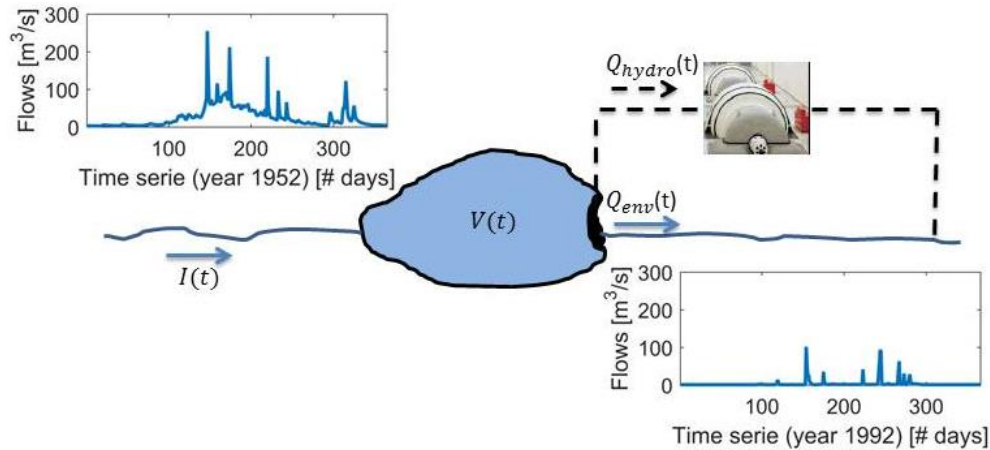 300
200
100
0
Flows [m³/s]
100 200 300
Time serie (year 1952) [# days]
Q_hydro(t)
Q_env(t)
V(t)
I(t)
300
200
100
0
Flows [m³/s]
100 200 300
Time serie (year 1992) [# days]